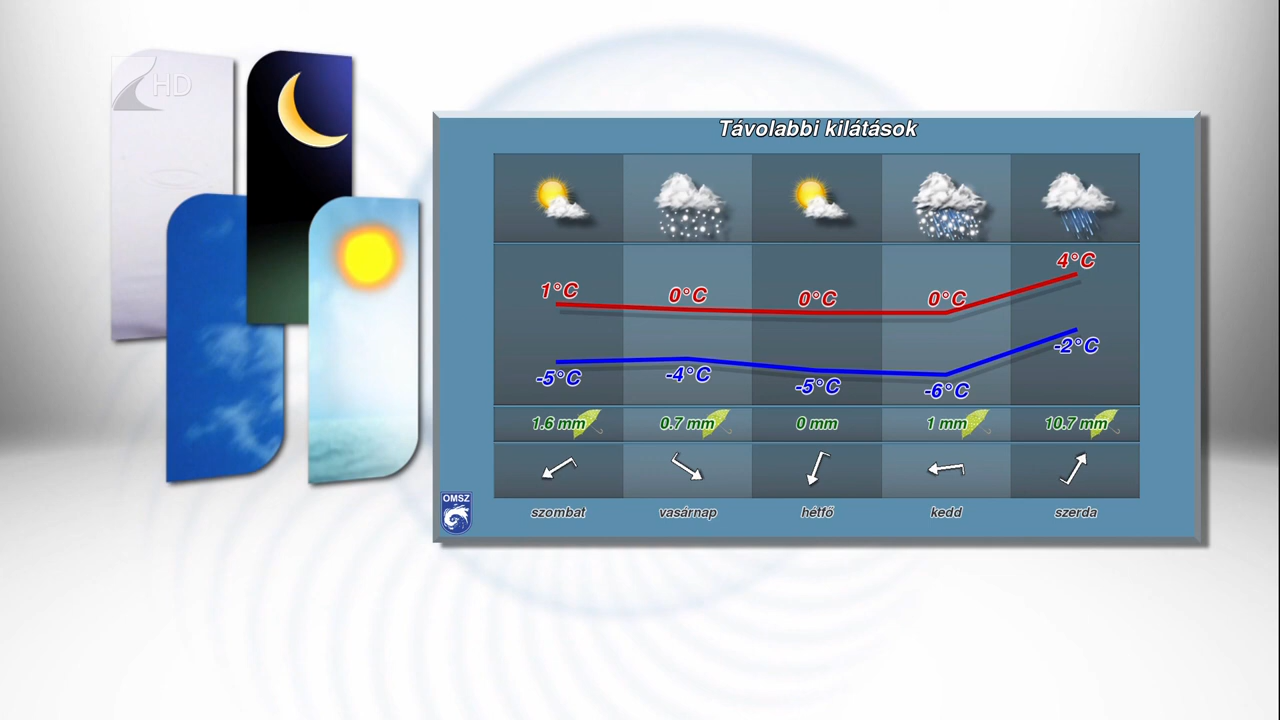 HD
Távolabbi kilátások
1°C 0°C 0°C 0°C 4°C
-5°C -4°C -5°C -6°C -2°C
1.6 mm 0.7 mm 0 mm 1 mm 10.7 mm
OMSZ
szombat vasárnap hétfő kedd szerda